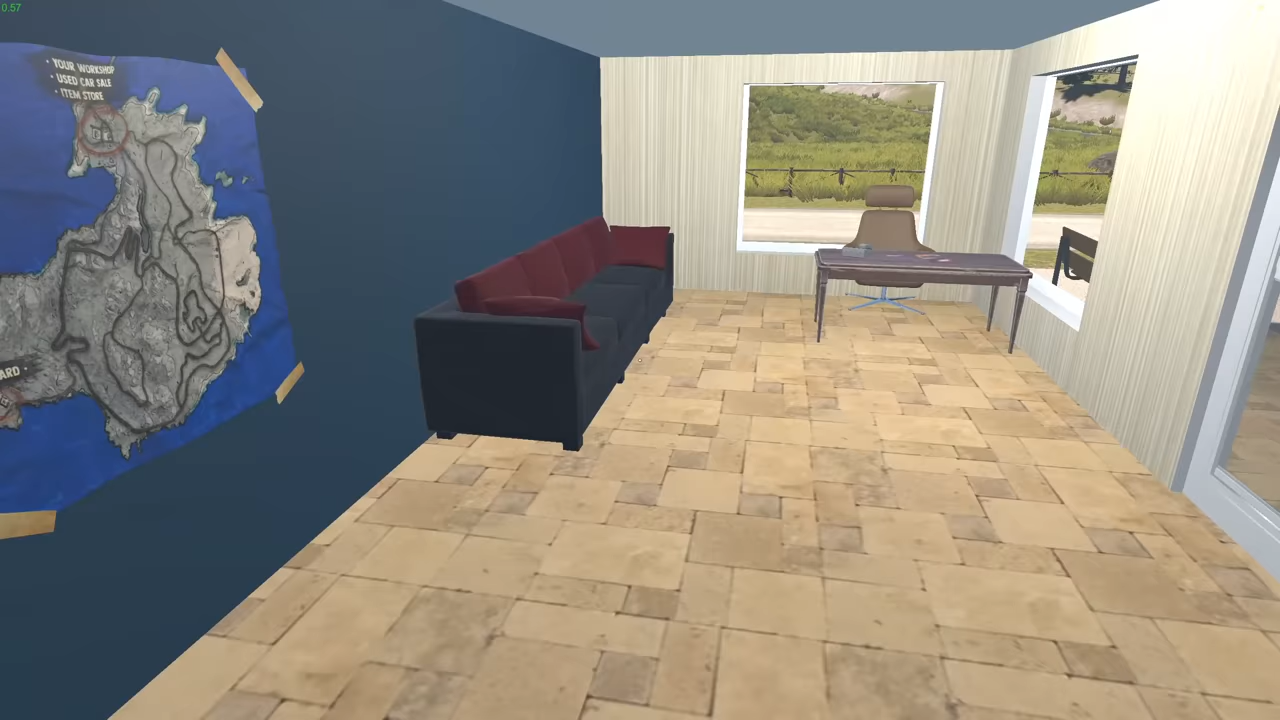 0.57
• YOUR WORKSHOP
• USED CAR SALE
• ITEM STORE
ARD •